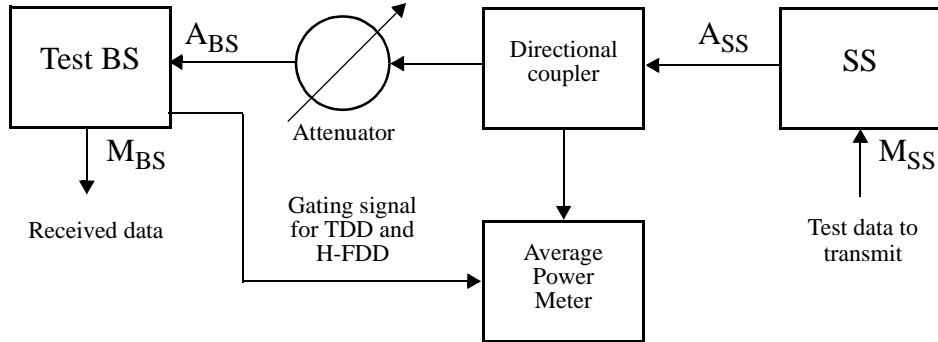 Test BS
A_BS
Attenuator
Directional
coupler
A_SS
SS
M_BS
M_SS
Received data
Gating signal
for TDD and
H-FDD
Average
Power
Meter
Test data to
transmit